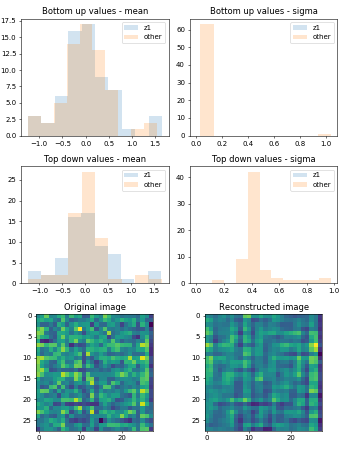 Bottom up values - mean
Bottom up values - sigma
17.5
15.0
12.5
10.0
7.5
5.0
2.5
0.0
z1
other
−1.0 −0.5 0.0 0.5 1.0 1.5
60
50
40
30
20
10
0
z1
other
0.0 0.2 0.4 0.6 0.8 1.0
Top down values - mean
Top down values - sigma
25
20
15
10
5
0
z1
other
−1.0 −0.5 0.0 0.5 1.0 1.5
40
30
20
10
0
z1
other
0.0 0.2 0.4 0.6 0.8 1.0
Original image
Reconstructed image
0
5
10
15
20
25
0 20
0
5
10
15
20
25
0 20